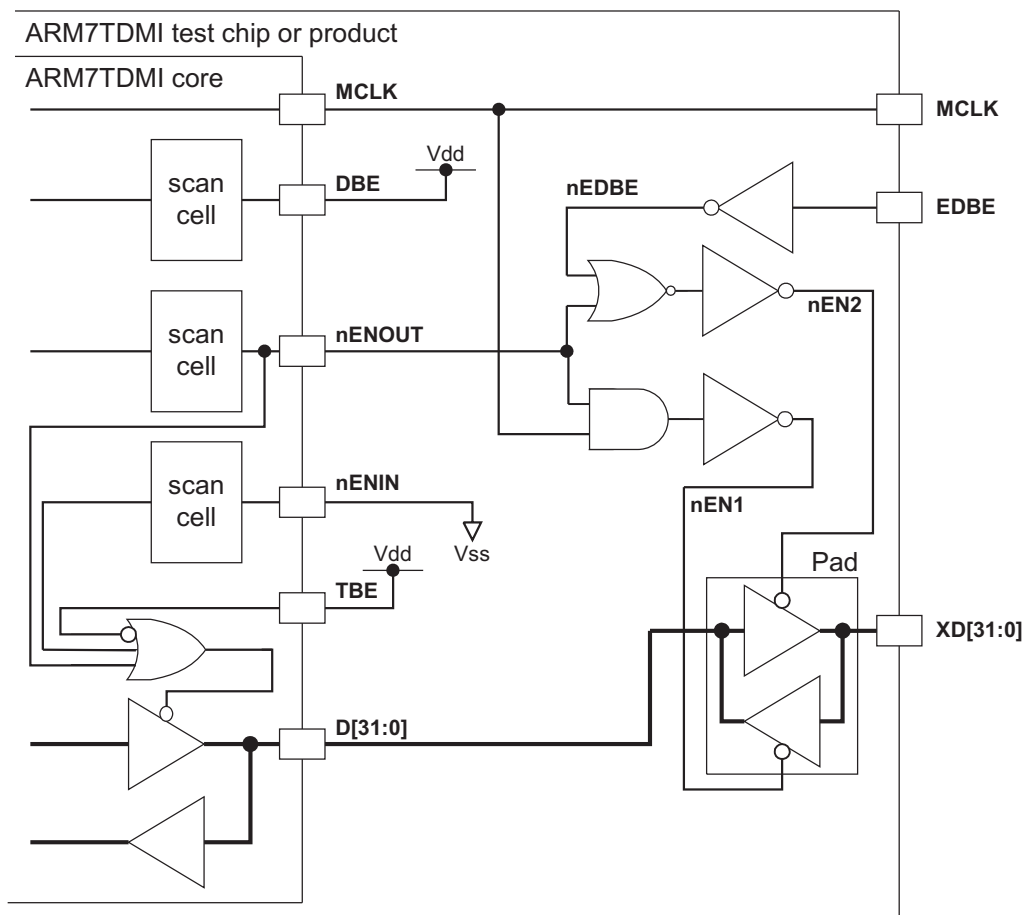 ARM7TDMI test chip or product
ARM7TDMI core
MCLK
MCLK
scan
cell
DBE
Vdd
nEDBE
EDBE
scan
cell
nENOUT
nEN2
scan
cell
nENIN
Vss
nEN1
Vdd
TBE
Pad
XD[31:0]
D[31:0]